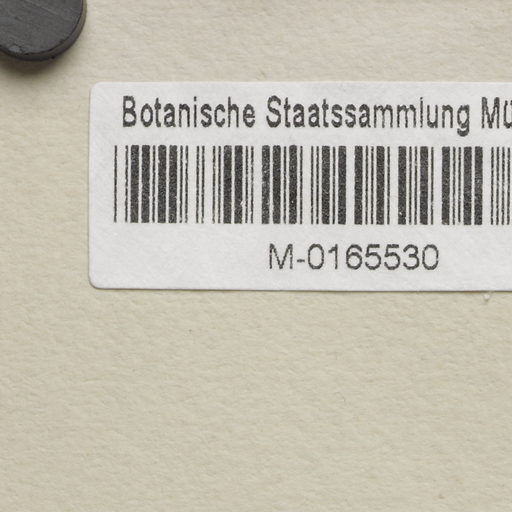 Botanische Staatssammlung Mü
M-0165530